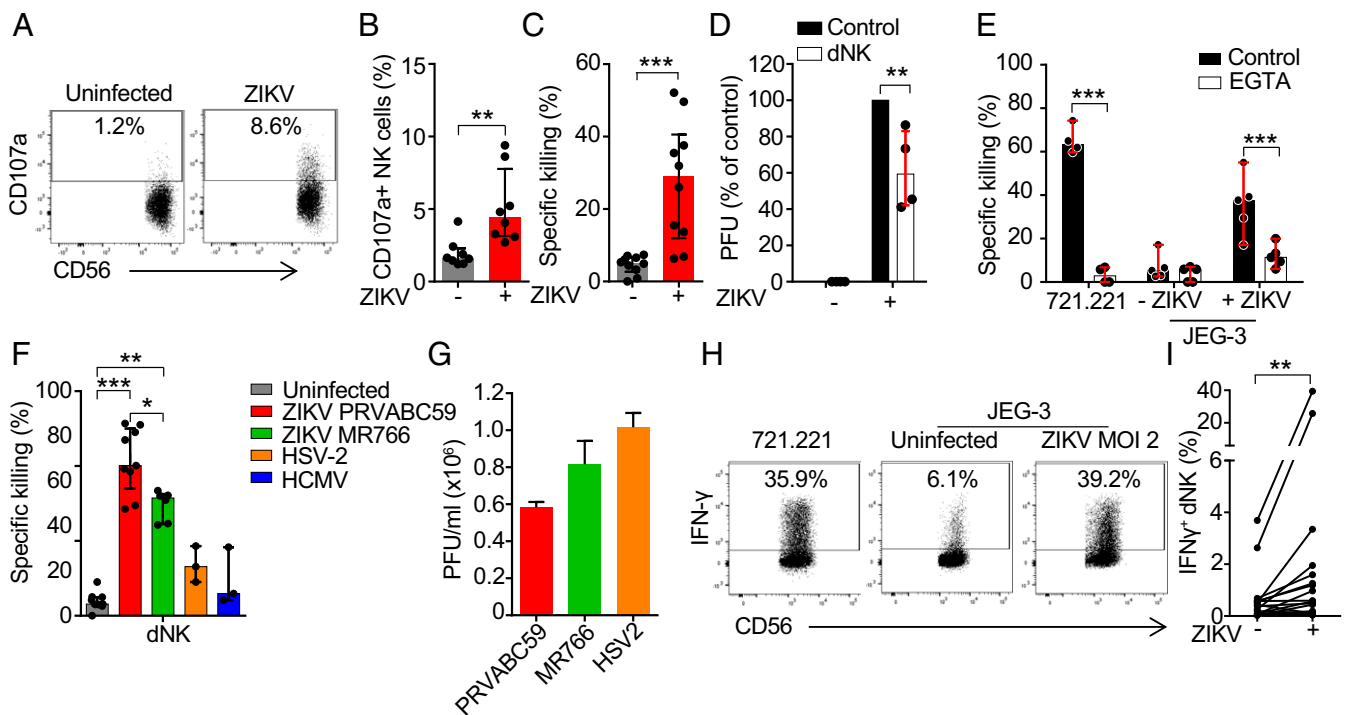 A
Uninfected
ZIKV
1.2%
8.6%
CD107a
CD56
B
CD107a+ NK cells (%)
15
10
5
0
**
ZIKV
-
+
C
Specific killing (%)
60
40
20
0
***
ZIKV
-
+
D
Control
dNK
PFU (% of control)
120
100
80
60
40
20
0
**
ZIKV
-
+
E
Control
EGTA
Specific killing (%)
100
80
60
40
20
0
***
***
721.221
- ZIKV
+ ZIKV
JEG-3
F
Specific killing (%)
100
80
60
40
20
0
**
***
*
dNK
Uninfected
ZIKV PRVABC59
ZIKV MR766
HSV-2
HCMV
G
PFU/ml (x10⁶)
1.2
1.0
0.8
0.6
0.4
0.2
0
PRVABC59
MR766
HSV2
H
JEG-3
721.221
Uninfected
ZIKV MOI 2
35.9%
6.1%
39.2%
IFN-γ
CD56
I
IFNγ⁺ dNK (%)
40
20
6
4
2
0
**
ZIKV
-
+